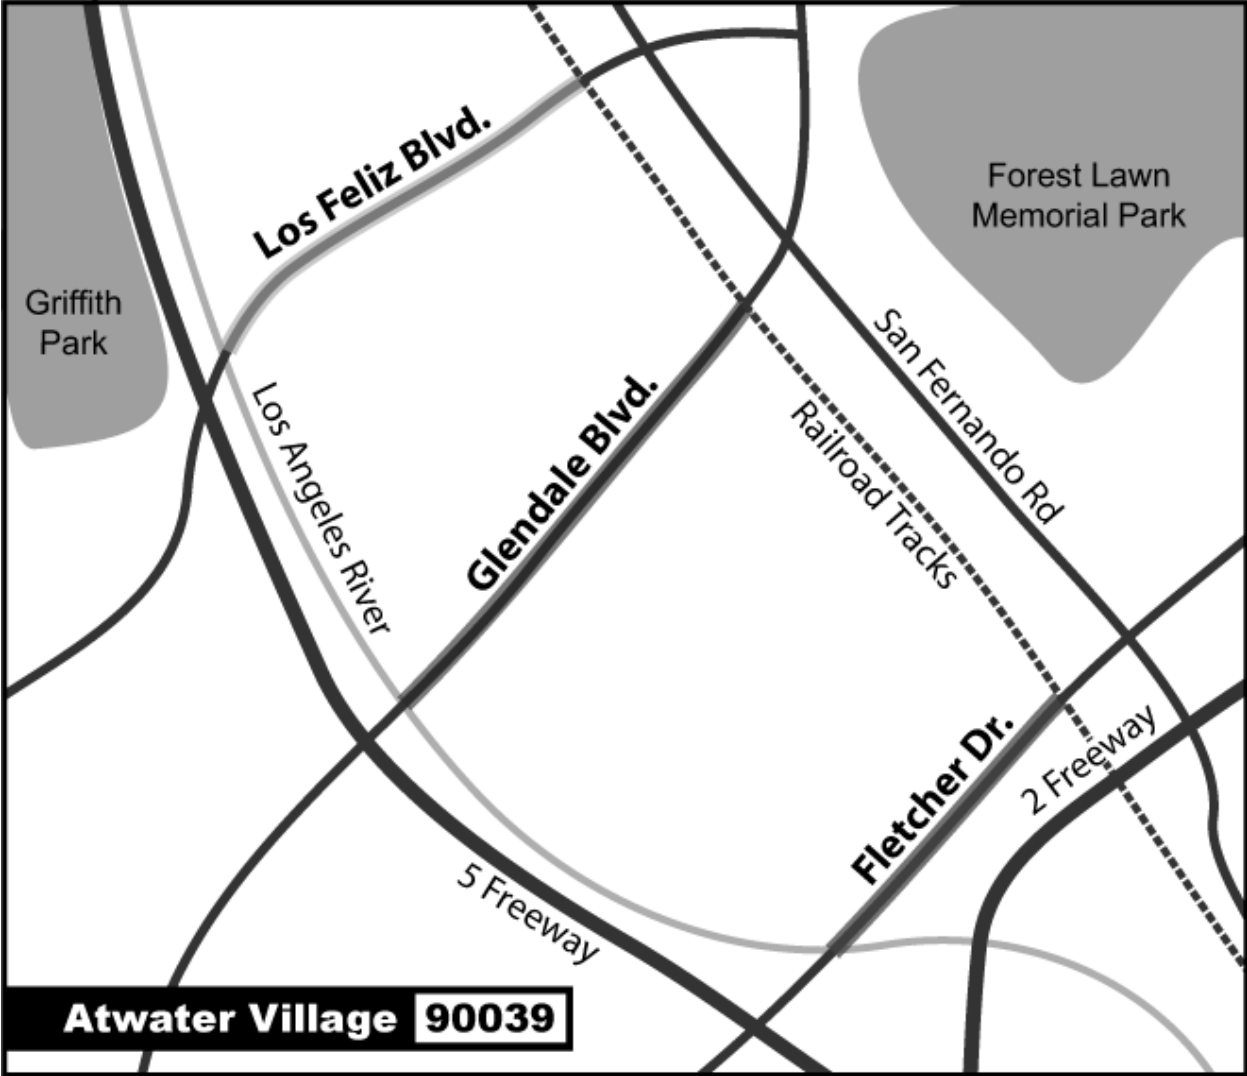 Los Feliz Blvd.
Forest Lawn
Memorial Park
Griffith
Park
San Fernando Rd
Los Angeles River
Glendale Blvd.
Railroad Tracks
Fletcher Dr.
2 Freeway
5 Freeway
Atwater Village 90039